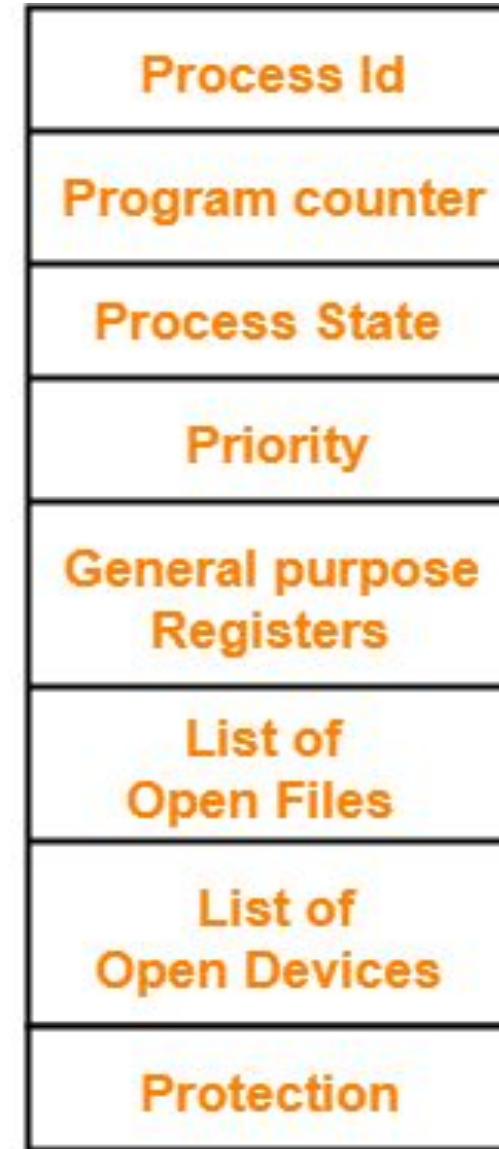 Process Id
Program counter
Process State
Priority
General purpose
Registers
List of
Open Files
List of
Open Devices
Protection